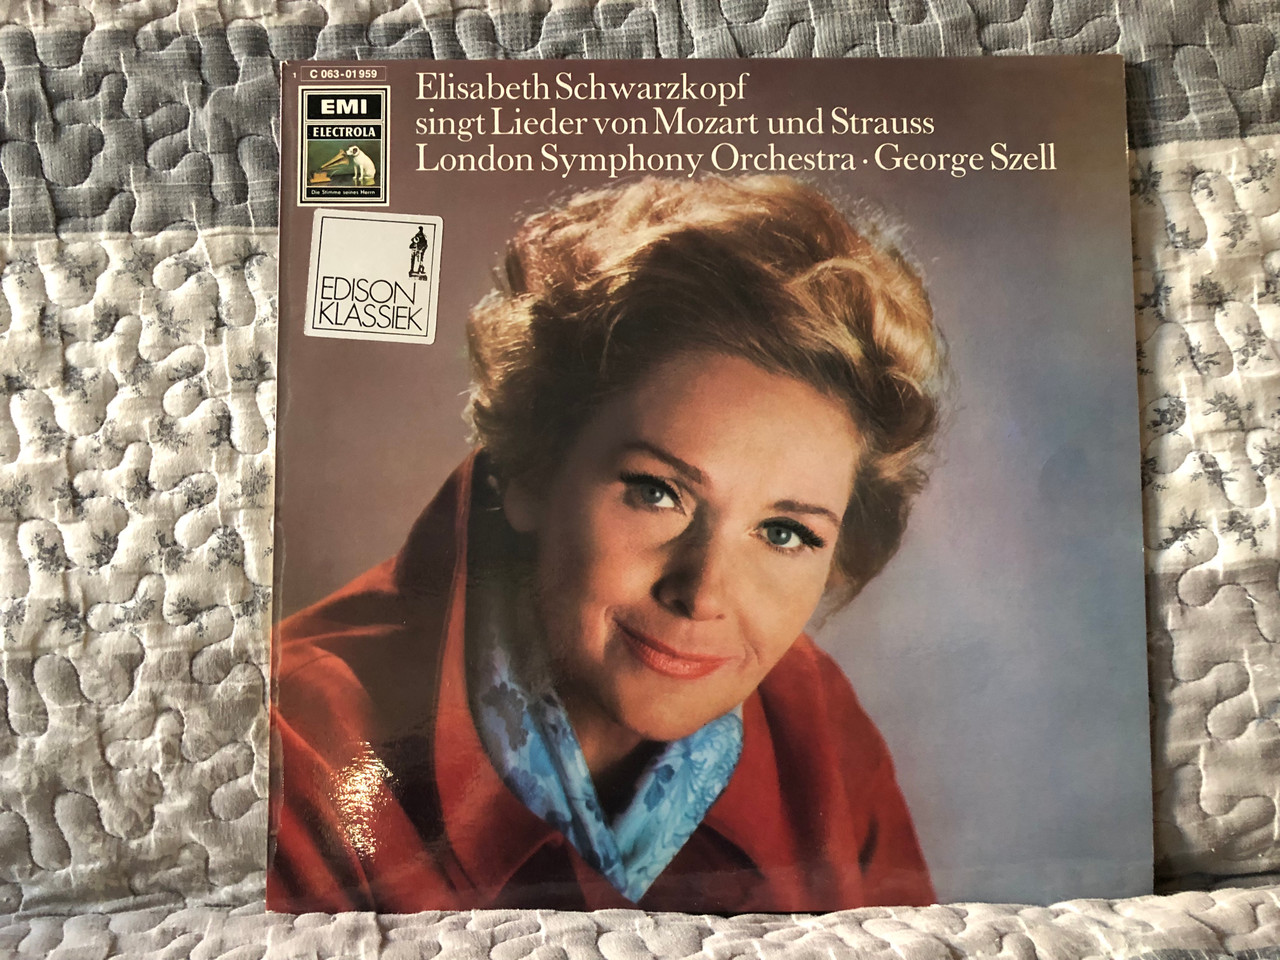 1 C 063-01 959
EMI
ELECTROLA
Die Stimme seines Herrn
Elisabeth Schwarzkopf
singt Lieder von Mozart und Strauss
London Symphony Orchestra · George Szell
EDISON
KLASSIEK